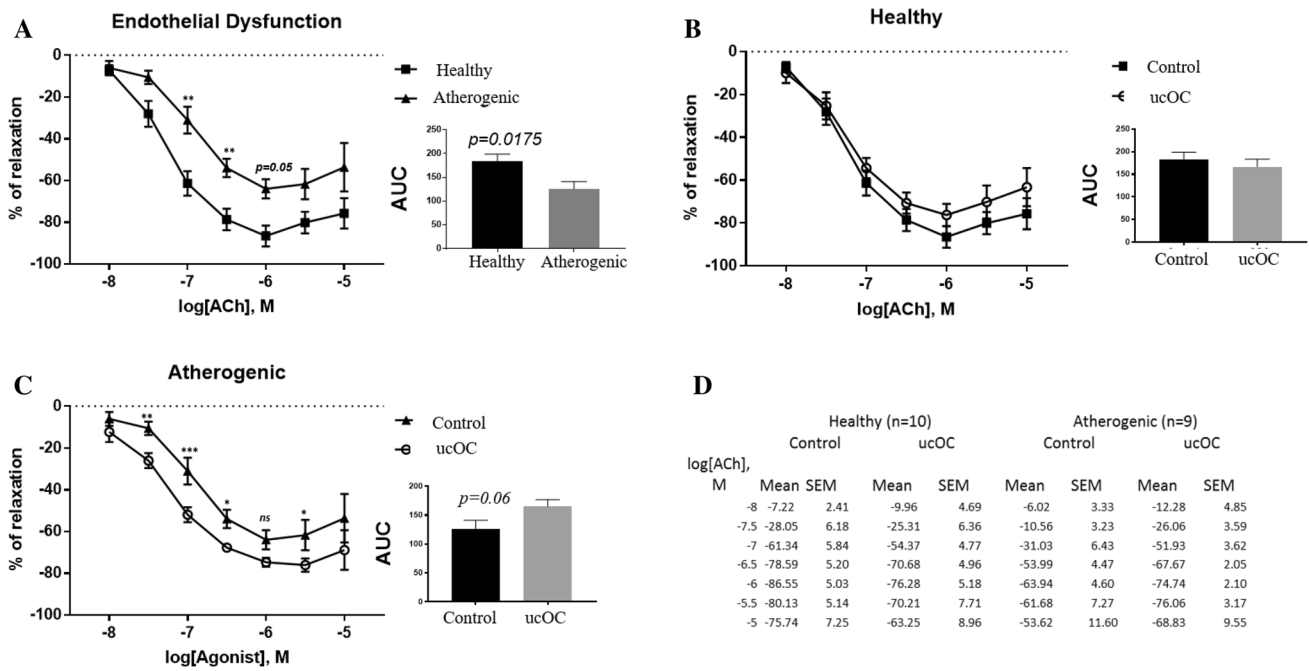 A
Endothelial Dysfunction
0
-20
-40
-60
-80
-100
% of relaxation
-8
-7
-6
-5
log[ACh], M
**
**
p=0.05
Healthy
Atherogenic
p=0.0175
250
200
150
100
50
0
AUC
Healthy
Atherogenic
B
Healthy
0
-20
-40
-60
-80
-100
% of relaxation
-8
-7
-6
-5
log[ACh], M
Control
ucOC
250
200
150
100
50
0
AUC
Control
ucOC
C
Atherogenic
0
-20
-40
-60
-80
-100
% of relaxation
-8
-7
-6
-5
log[Agonist], M
**
***
*
ns
*
Control
ucOC
p=0.06
200
150
100
50
0
AUC
Control
ucOC
D
Healthy (n=10) Atherogenic (n=9)
Control ucOC Control ucOC
log[ACh],
M Mean SEM Mean SEM Mean SEM Mean SEM
-8 -7.22 2.41 -9.96 4.69 -6.02 3.33 -12.28 4.85
-7.5 -28.05 6.18 -25.31 6.36 -10.56 3.23 -26.06 3.59
-7 -61.34 5.84 -54.37 4.77 -31.03 6.43 -51.93 3.62
-6.5 -78.59 5.20 -70.68 4.96 -53.99 4.47 -67.67 2.05
-6 -86.55 5.03 -76.28 5.18 -63.94 4.60 -74.74 2.10
-5.5 -80.13 5.14 -70.21 7.71 -61.68 7.27 -76.06 3.17
-5 -75.74 7.25 -63.25 8.96 -53.62 11.60 -68.83 9.55